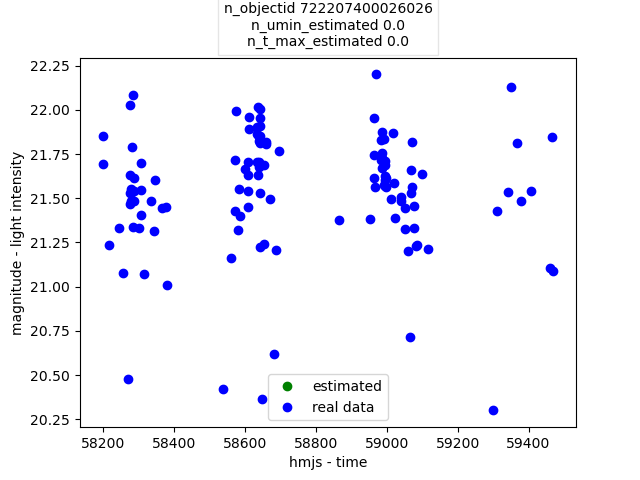 n_objectid 722207400026026
n_umin_estimated 0.0
n_t_max_estimated 0.0
22.25
22.00
21.75
21.50
21.25
21.00
20.75
20.50
20.25
magnitude - light intensity
estimated
real data
58200 58400 58600 58800 59000 59200 59400
hmjs - time